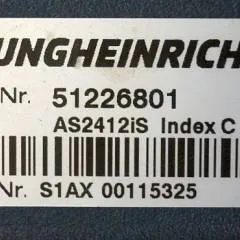 UNGHEINRICH
Nr. 51226801
AS2412iS Index C
Nr. S1AX 00115325